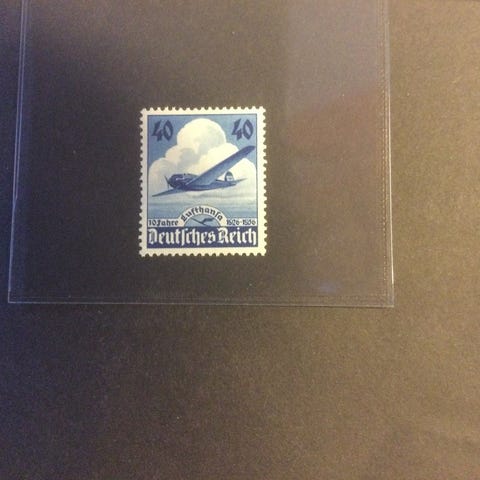 40 40
Lufthansa
10 Jahre 1926-1936
Deutsches Reich